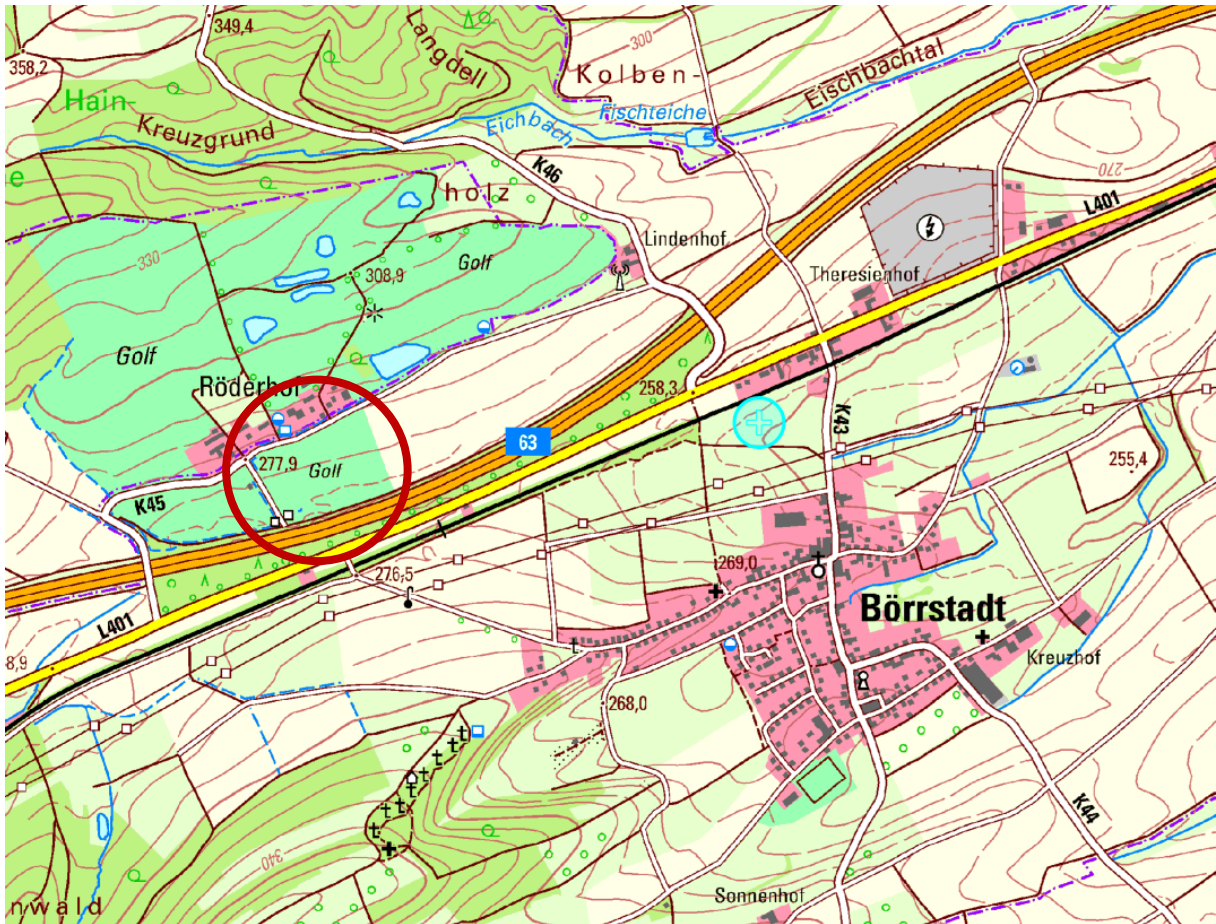 349,4
358,2
Langdell
300
Kolben-
Eischbachtal
Hain-
Kreuzgrund
Eichbach
Fischteiche
e
K46
holz
270
L401
330
308,9
Golf
Lindenhof
Theresienhof
Golf
Röderhof
258,3
K43
63
277,9
Golf
255,4
K45
276,5
269,0
L401
Börrstadt
8,9
Kreuzhof
268,0
K44
340
Sonnenhof
nwald